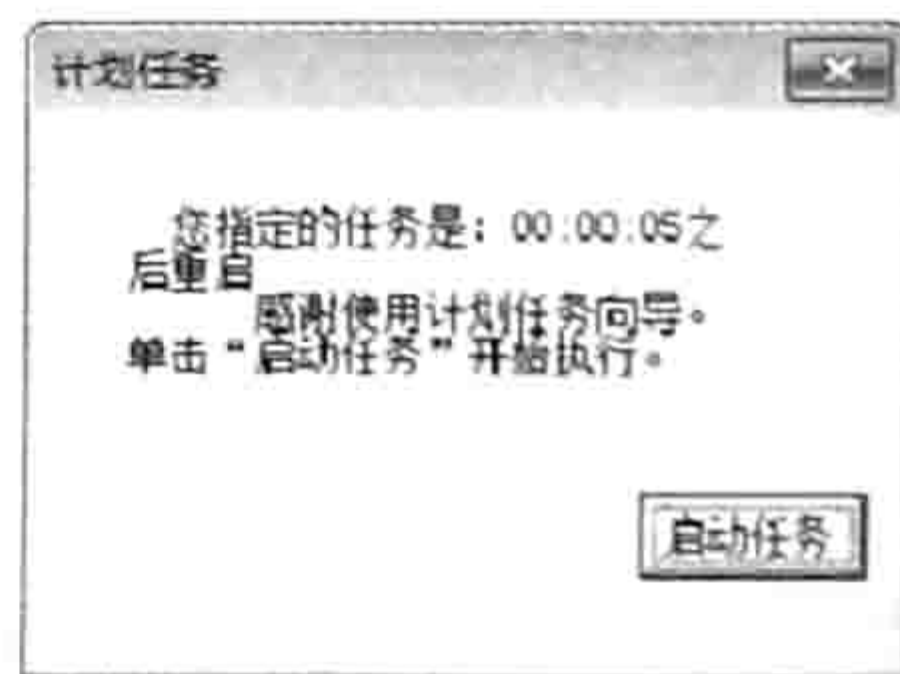 计划任务
您指定的任务是：00:00:05之
后重启
感谢使用计划任务向导。
单击“启动任务”开始执行。
启动任务